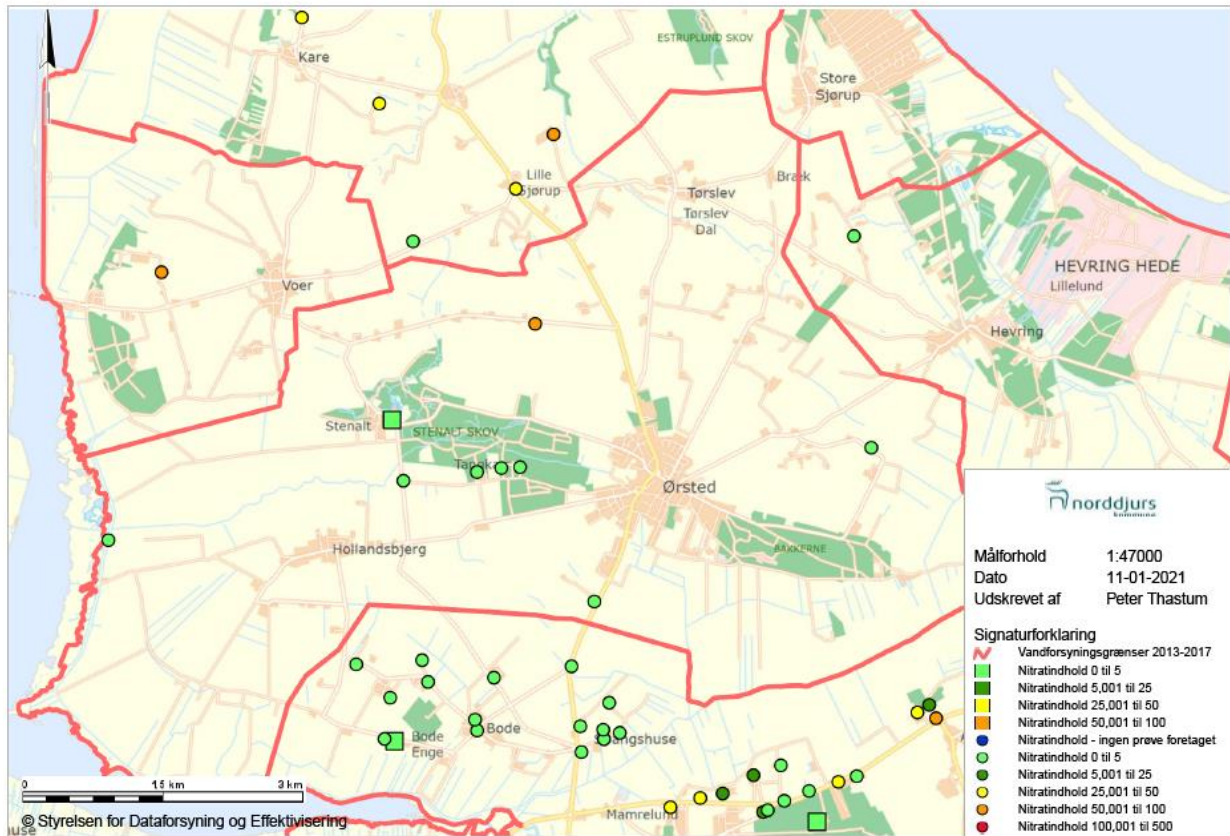 ESTRUPLUND SKOV
Kare
Store
Sjørup
Lille
Sjørup
Bræk
Tørslev
Tørslev
Dal
HEVRING HEDE
Lillelund
Voer
Hevring
Stenalt
STENALT SKOV
Ørsted
Hollandsbjerg
BAKKERNE
Bode
Bode
Enge
Mamrelund
0 1.5 km 3 km
© Styrelsen for Dataforsyning og Effektivisering
norddjurs
kommune
Målforhold 1:47000
Dato 11-01-2021
Udskrevet af Peter Thastum
Signaturforklaring
Vandforsyningsgrænser 2013-2017
Nitratindhold 0 til 5
Nitratindhold 5,001 til 25
Nitratindhold 25,001 til 50
Nitratindhold 50,001 til 100
Nitratindhold - ingen prøve foretaget
Nitratindhold 0 til 5
Nitratindhold 5,001 til 25
Nitratindhold 25,001 til 50
Nitratindhold 50,001 til 100
Nitratindhold 100,001 til 500